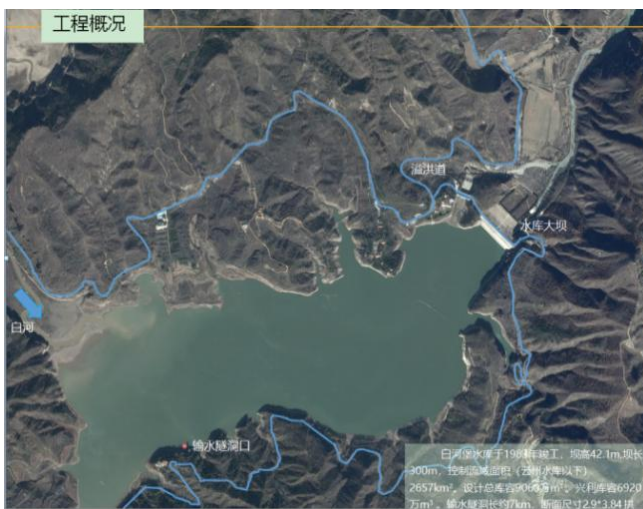 工程概况
溢洪道
水库大坝
白河
输水隧洞口
白河堡水库于1983年竣工，坝高42.1m,坝长
300m，控制流域面积（云州水库以下）
2657km²，设计总库容9060万m³，兴利库容6920
万m³，输水隧洞长约7km，断面尺寸2.9*3.84